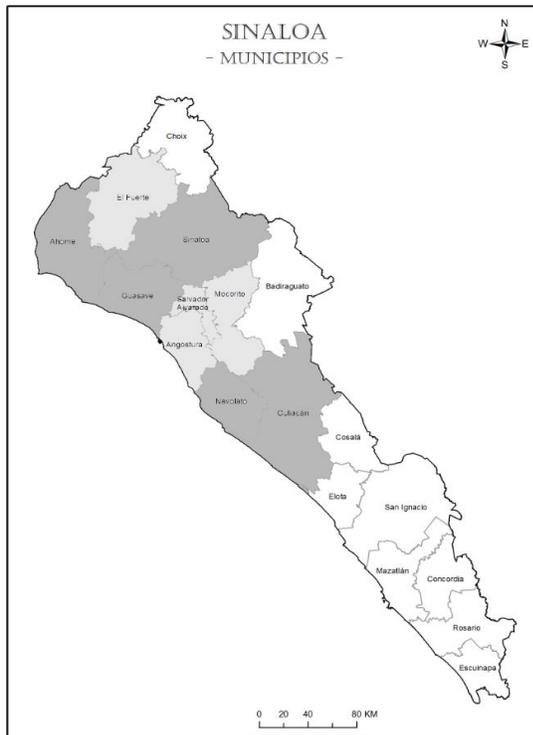 SINALOA
- MUNICIPIOS -
N
W E
S
Choix
El Fuerte
Ahome
Sinaloa
Guasave
Salvador
Alvarado
Mocorito
Badiraguato
Angostura
Navolato
Culiacán
Cosalá
Elota
San Ignacio
Mazatlán
Concordia
Rosario
Escuinapa
0 20 40 80 KM